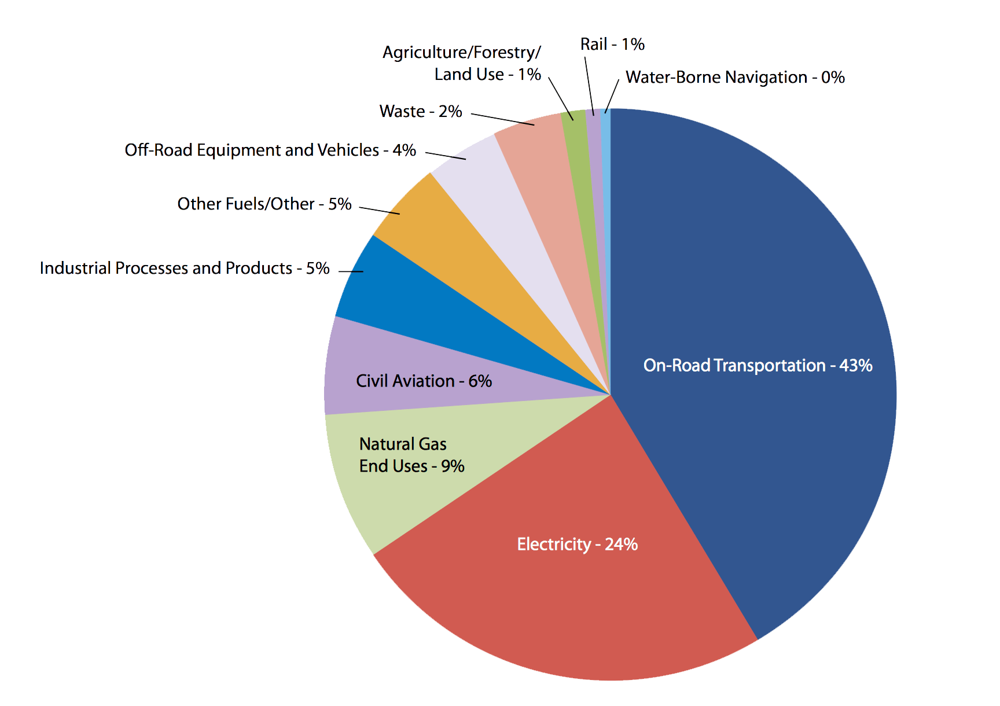 Rail - 1%
Agriculture/Forestry/
Land Use - 1%
Water-Borne Navigation - 0%
Waste - 2%
Off-Road Equipment and Vehicles - 4%
Other Fuels/Other - 5%
Industrial Processes and Products - 5%
On-Road Transportation - 43%
Civil Aviation - 6%
Natural Gas
End Uses - 9%
Electricity - 24%